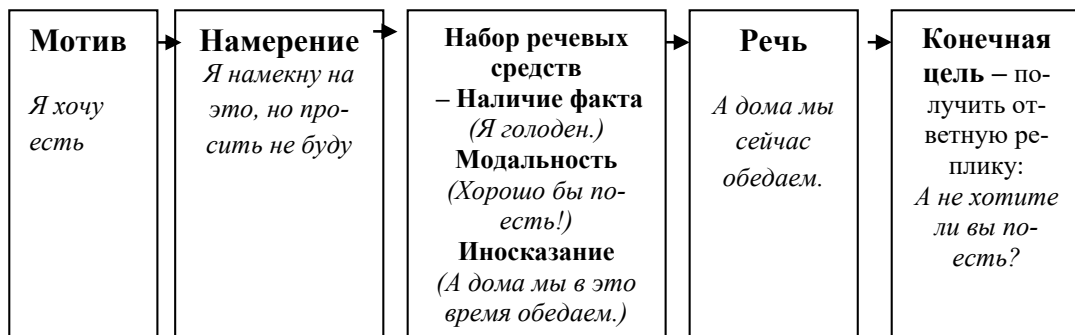 Мотив
Я хочу
есть
Намерение
Я намекну на
это, но про-
сить не буду
Набор речевых
средств
– Наличие факта
(Я голоден.)
Модальность
(Хорошо бы по-
есть!)
Иносказание
(А дома мы в это
время обедаем.)
Речь
А дома мы
сейчас
обедаем.
Конечная
цель – по-
лучить от-
ветную ре-
плику:
А не хотите
ли вы по-
есть?